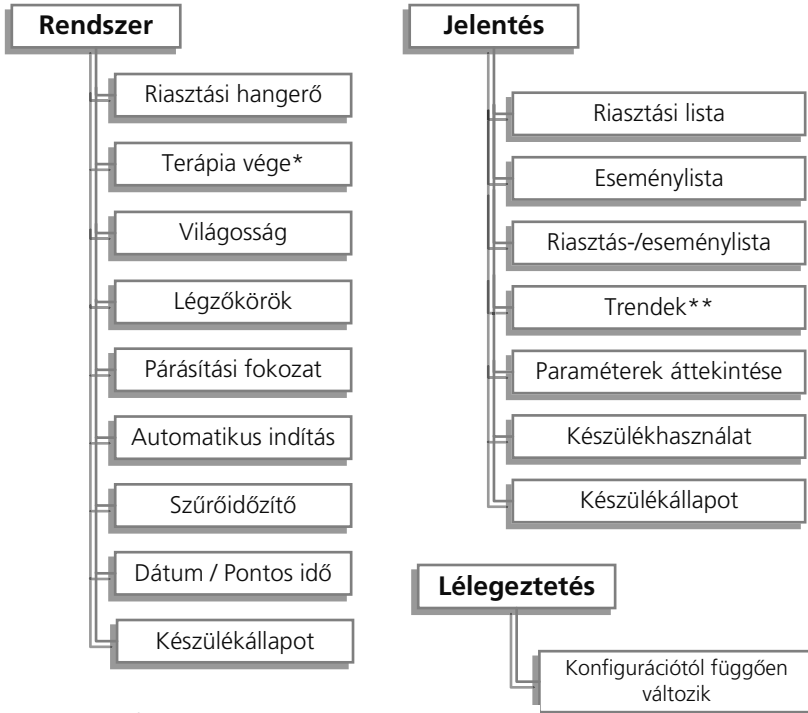 Rendszer
Riasztási hangerő
Terápia vége*
Világosság
Légzőkörök
Párásítási fokozat
Automatikus indítás
Szűrőidőzítő
Dátum / Pontos idő
Készülékállapot
Jelentés
Riasztási lista
Eseménylista
Riasztás-/eseménylista
Trendek**
Paraméterek áttekintése
Készülékhasználat
Készülékállapot
Lélegeztetés
Konfigurációtól függően
változik